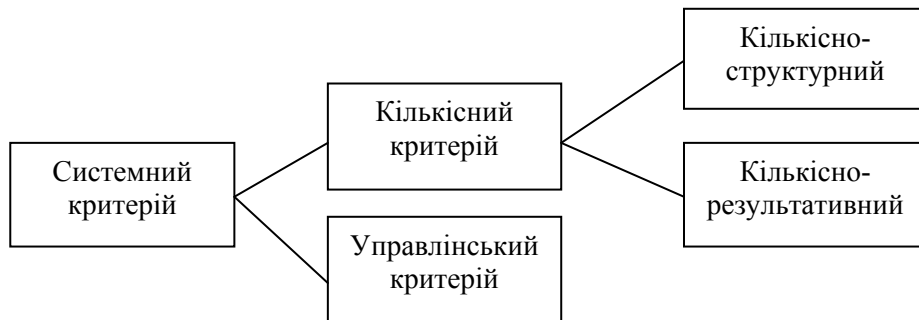 Системний
критерій
Кількісний
критерій
Управлінський
критерій
Кількісно-
структурний
Кількісно-
результативний